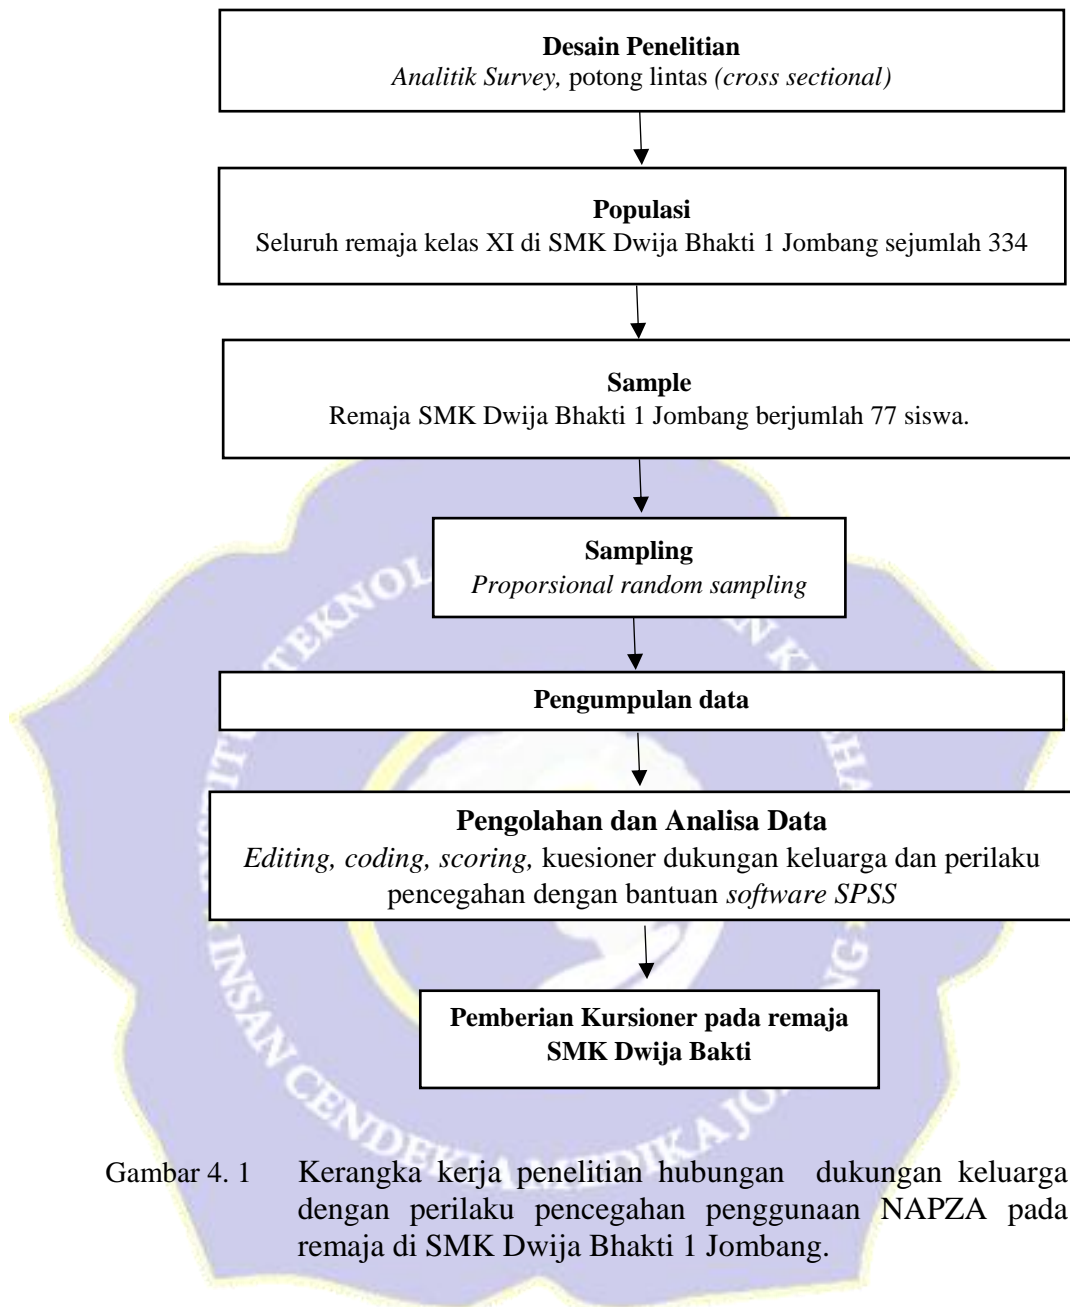 Desain Penelitian
Analitik Survey, potong lintas (cross sectional)
Populasi
Seluruh remaja kelas XI di SMK Dwija Bhakti 1 Jombang sejumlah 334
Sample
Remaja SMK Dwija Bhakti 1 Jombang berjumlah 77 siswa.
Sampling
Proporsional random sampling
Pengumpulan data
Pengolahan dan Analisa Data
Editing, coding, scoring, kuesioner dukungan keluarga dan perilaku
pencegahan dengan bantuan software SPSS
Pemberian Kursioner pada remaja
SMK Dwija Bakti
Gambar 4. 1 Kerangka kerja penelitian hubungan dukungan keluarga
dengan perilaku pencegahan penggunaan NAPZA pada
remaja di SMK Dwija Bhakti 1 Jombang.
INSAN CENDEKIA MEDIKA